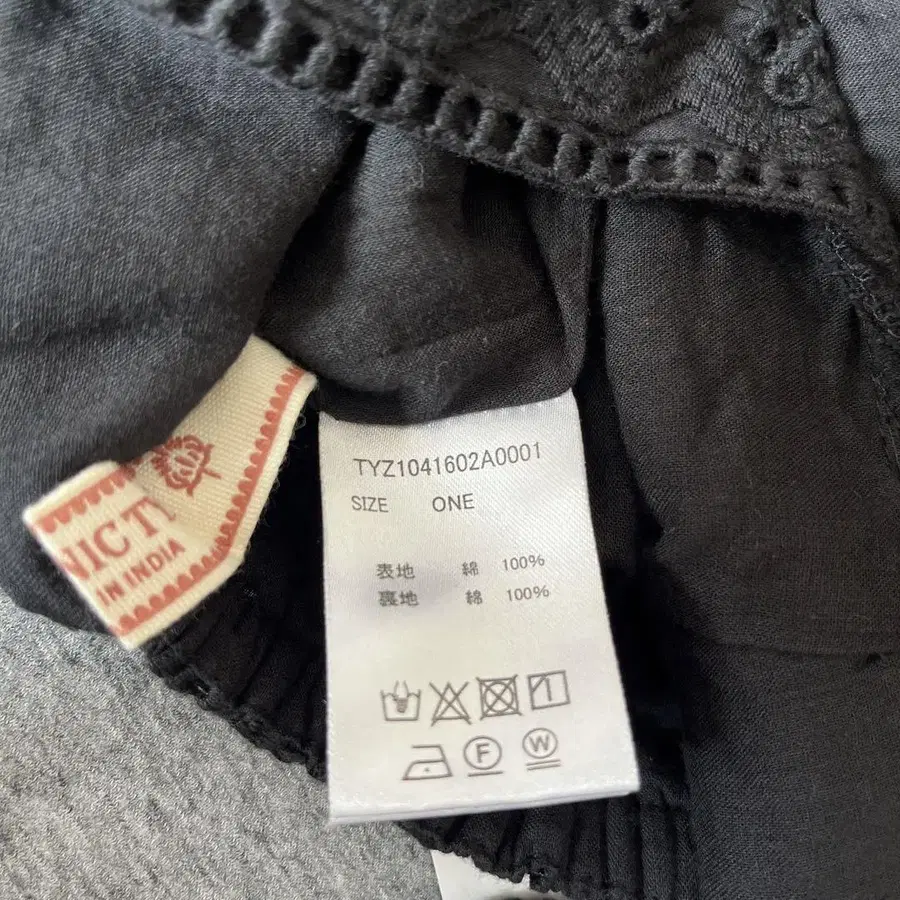 NICT
IN INDIA
TYZ1041602A0001
SIZE ONE
表地 綿 100%
裏地 綿 100%
F W